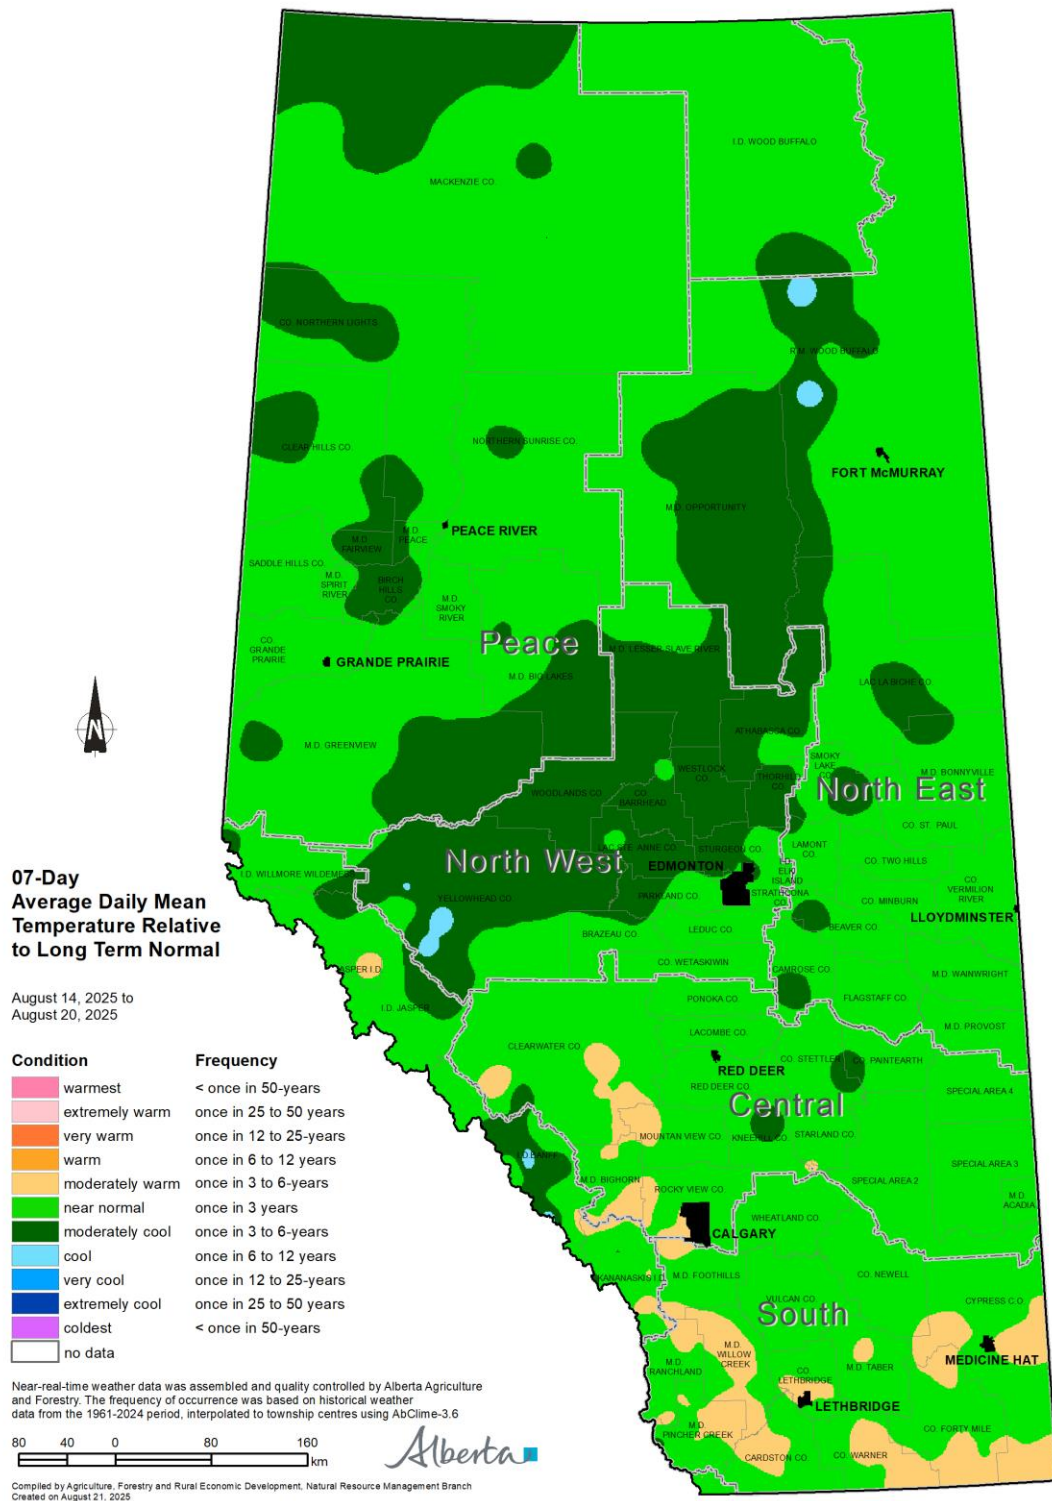 I.D. WOOD BUFFALO
MACKENZIE CO.
CO. NORTHERN LIGHTS
R.M. WOOD BUFFALO
CLEAR HILLS CO.
NORTHERN SUNRISE CO.
FORT McMURRAY
M.D. OPPORTUNITY
PEACE RIVER
M.D.
PEACE
M.D.
FAIRVIEW
SADDLE HILLS CO.
M.D.
SPIRIT
RIVER
BIRCH
HILLS
CO.
M.D.
SMOKY
RIVER
CO.
GRANDE
PRAIRIE
GRANDE PRAIRIE
Peace
M.D. LESSER SLAVE RIVER
M.D. BIG LAKES
LAC LA BICHE CO.
N
M.D. GREENVIEW
ATHABASCA CO.
SMOKY
LAKE
CO.
WESTLOCK
CO.
THORHILD
CO.
M.D. BONNYVILLE
WOODLANDS CO.
CO.
BARRHEAD
North East
CO. ST. PAUL
LAC STE. ANNE CO.
STURGEON CO.
LAMONT
CO.
North West
EDMONTON
CO. TWO HILLS
I.D. WILLMORE WILDERNES
ELK
ISLAND
CO.
VERMILION
RIVER
YELLOWHEAD CO.
PARKLAND CO.
STRATHCONA
CO.
CO. MINBURN
LLOYDMINSTER
BRAZEAU CO.
LEDUC CO.
BEAVER CO.
JASPER I.D.
CO. WETASKIWIN
CAMROSE CO.
M.D. WAINWRIGHT
I.D. JASPER
PONOKA CO.
FLAGSTAFF CO.
M.D. PROVOST
LACOMBE CO.
CLEARWATER CO.
CO. STETTLER
CO. PAINTEARTH
RED DEER
RED DEER CO.
SPECIAL AREA 4
Central
MOUNTAIN VIEW CO.
KNEEHILL CO.
STARLAND CO.
I.D. BANFF
SPECIAL AREA 3
M.D. BIGHORN
ROCKY VIEW CO.
SPECIAL AREA 2
M.D.
ACADIA
WHEATLAND CO.
CALGARY
KANANASKIS I.D.
M.D. FOOTHILLS
CO. NEWELL
VULCAN CO.
CYPRESS CO.
South
M.D.
WILLOW
CREEK
MEDICINE HAT
M.D.
RANCHLAND
M.D. TABER
CO.
LETHBRIDGE
LETHBRIDGE
M.D.
PINCHER CREEK
CO. FORTY MILE
CARDSTON CO.
CO. WARNER
07-Day
Average Daily Mean
Temperature Relative
to Long Term Normal
August 14, 2025 to
August 20, 2025
Condition Frequency
warmest < once in 50-years
extremely warm once in 25 to 50 years
very warm once in 12 to 25-years
warm once in 6 to 12 years
moderately warm once in 3 to 6-years
near normal once in 3 years
moderately cool once in 3 to 6-years
cool once in 6 to 12 years
very cool once in 12 to 25-years
extremely cool once in 25 to 50 years
coldest < once in 50-years
no data
Near-real-time weather data was assembled and quality controlled by Alberta Agriculture
and Forestry. The frequency of occurrence was based on historical weather
data from the 1961-2024 period, interpolated to township centres using AbClime-3.6
80 40 0 80 160
km
Alberta
Compiled by Agriculture, Forestry and Rural Economic Development, Natural Resource Management Branch
Created on August 21, 2025